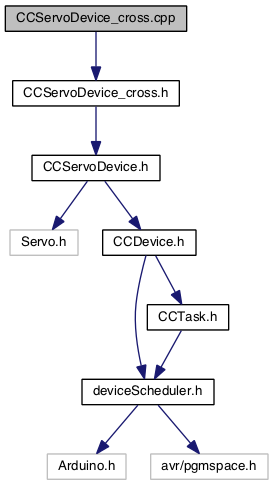 CCServoDevice_cross.cpp
CCServoDevice_cross.h
CCServoDevice.h
Servo.h
CCDevice.h
CCTask.h
deviceScheduler.h
Arduino.h
avr/pgmspace.h